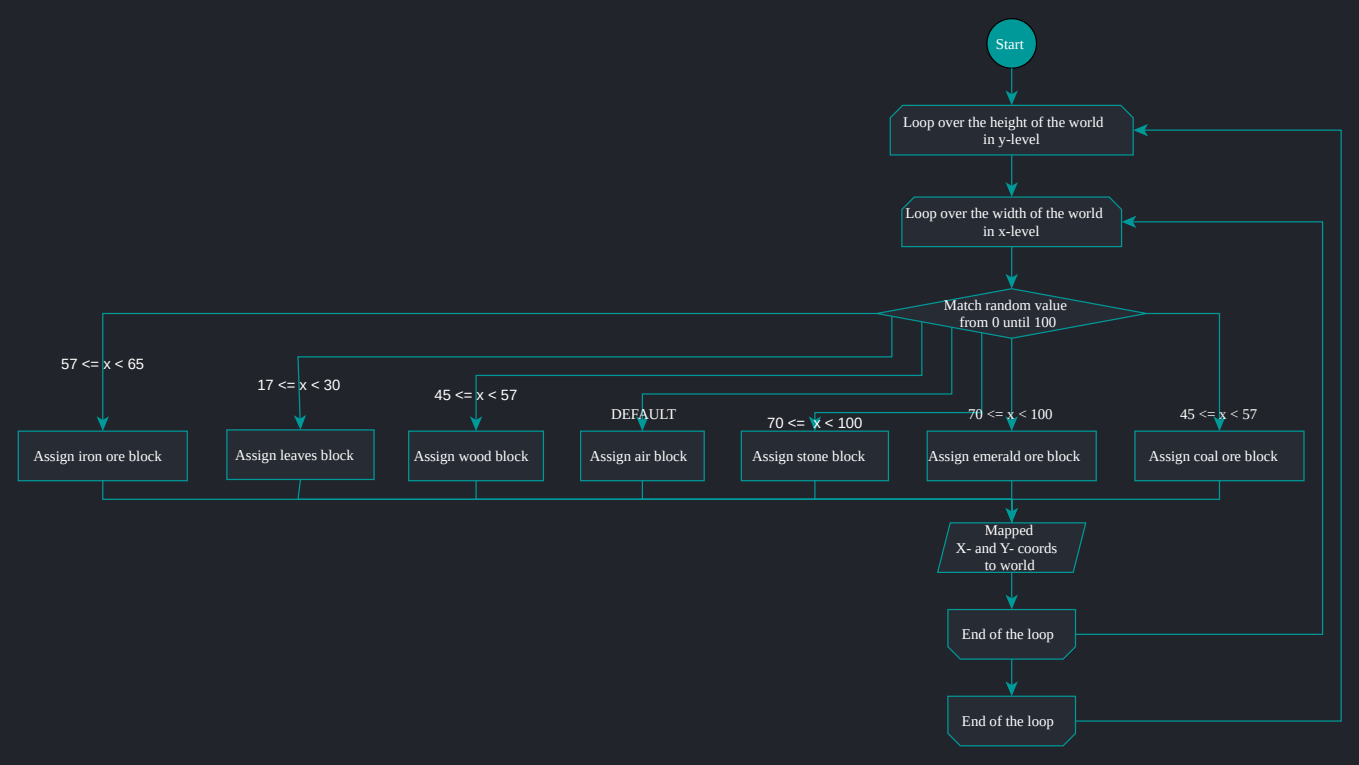 Start
Loop over the height of the world
in y-level
Loop over the width of the world
in x-level
Match random value
from 0 until 100
57 <= x < 65
17 <= x < 30
45 <= x < 57
DEFAULT
70 <=  x < 100
70 <= x < 100
45 <= x < 57
Assign iron ore block
Assign leaves block
Assign wood block
Assign air block
Assign stone block
Assign emerald ore block
Assign coal ore block
Mapped
X- and Y- coords
to world
End of the loop
End of the loop